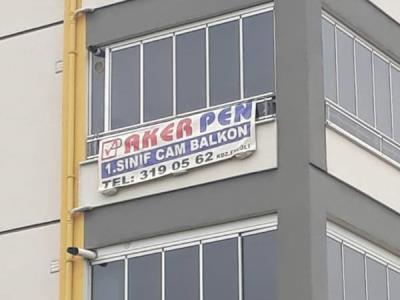 AKER PEN
1.SINIF CAM BALKON
TEL: 319 05 62